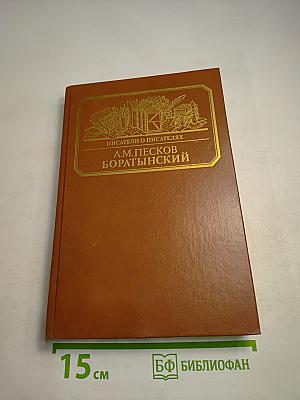 ПИСАТЕЛИ О ПИСАТЕЛЯХ
А.М.ПЕСКОВ
БОРАТЫНСКИЙ
15 см
БФ БИБЛИОФАН